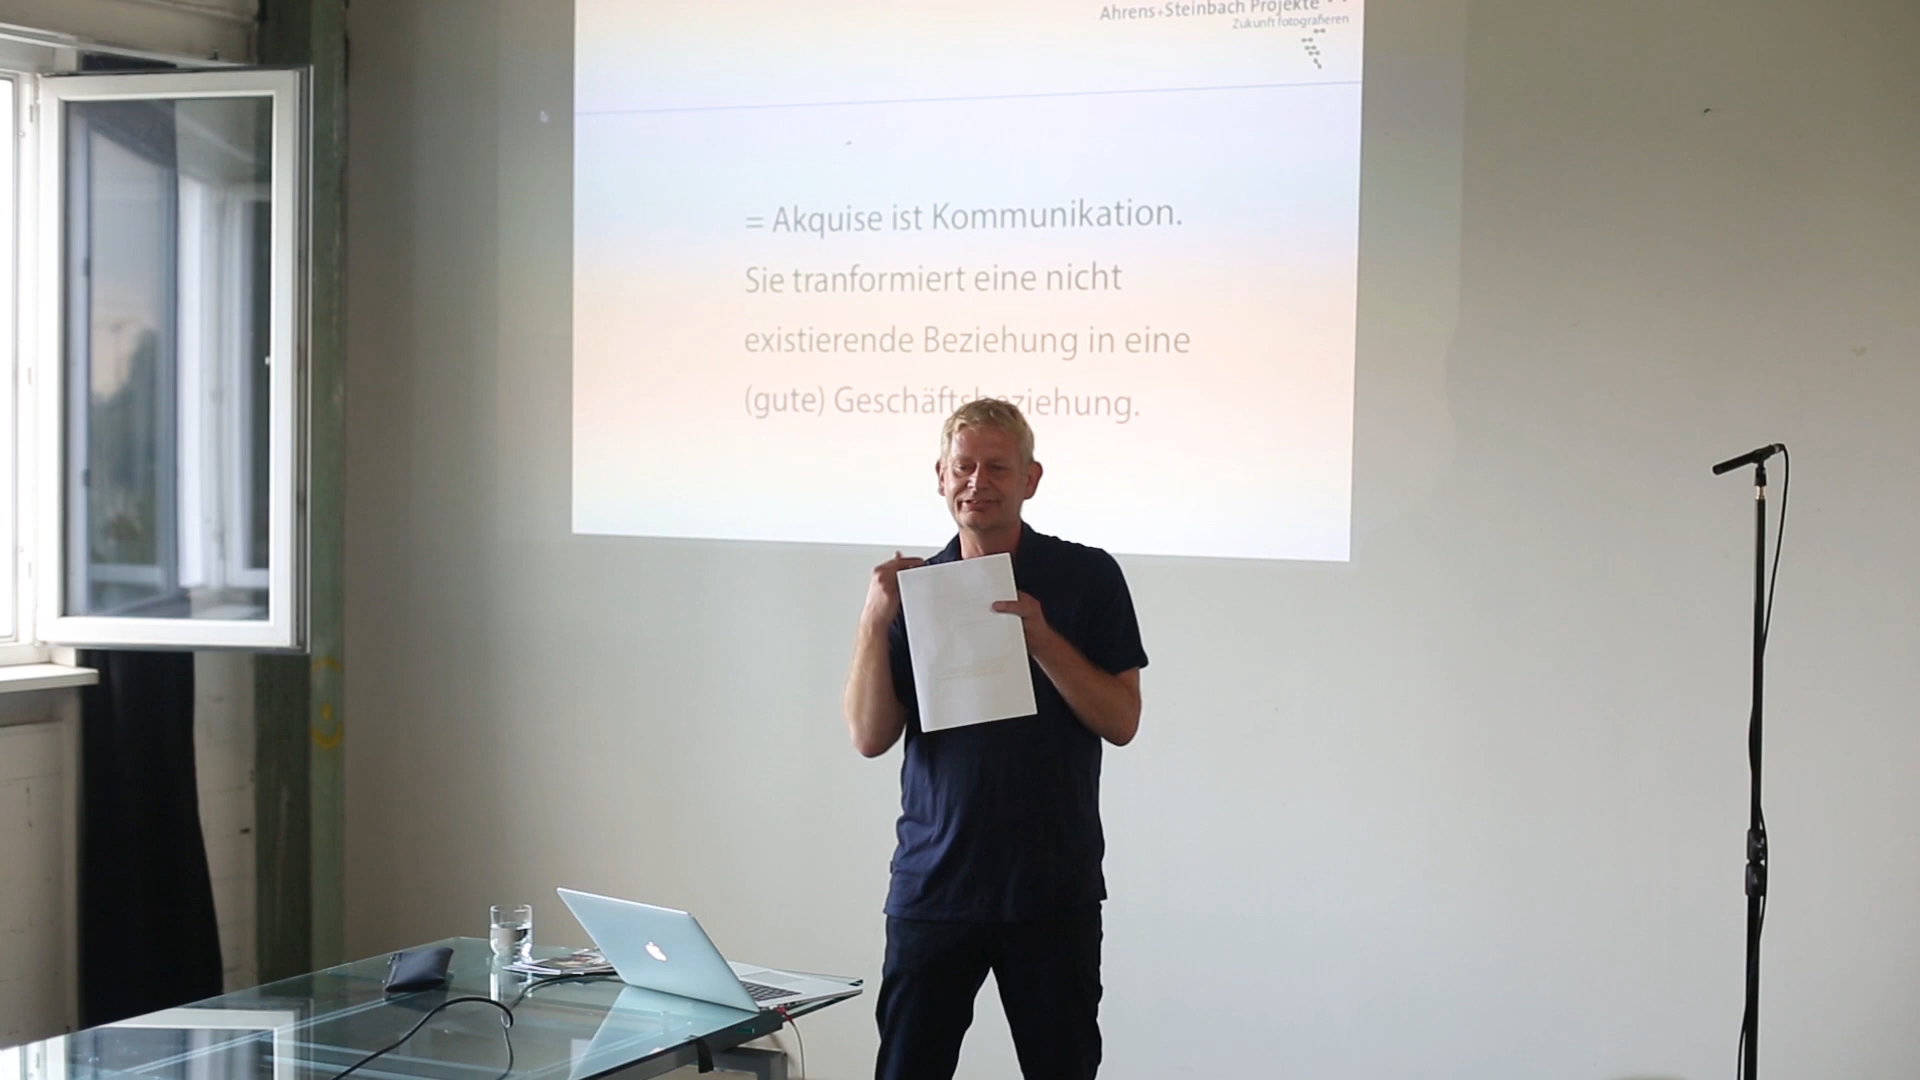 Ahrens+Steinbach Projekte
Zukunft fotografieren
= Akquise ist Kommunikation.
Sie tranformiert eine nicht
existierende Beziehung in eine
(gute) Geschäftsbeziehung.